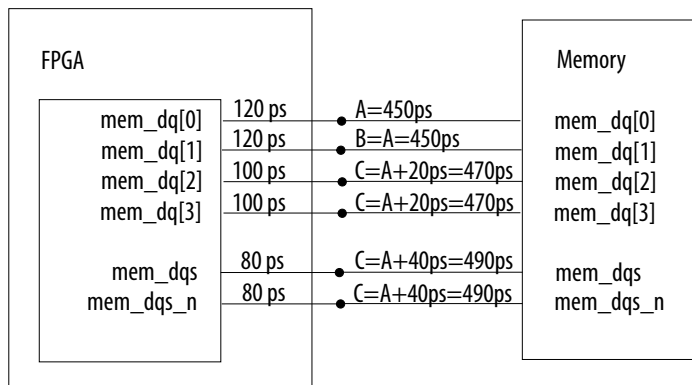 FPGA
Memory
mem_dq[0] 120 ps A=450ps mem_dq[0]
mem_dq[1] 120 ps B=A=450ps mem_dq[1]
mem_dq[2] 100 ps C=A+20ps=470ps mem_dq[2]
mem_dq[3] 100 ps C=A+20ps=470ps mem_dq[3]
mem_dqs 80 ps C=A+40ps=490ps mem_dqs
mem_dqs_n 80 ps C=A+40ps=490ps mem_dqs_n